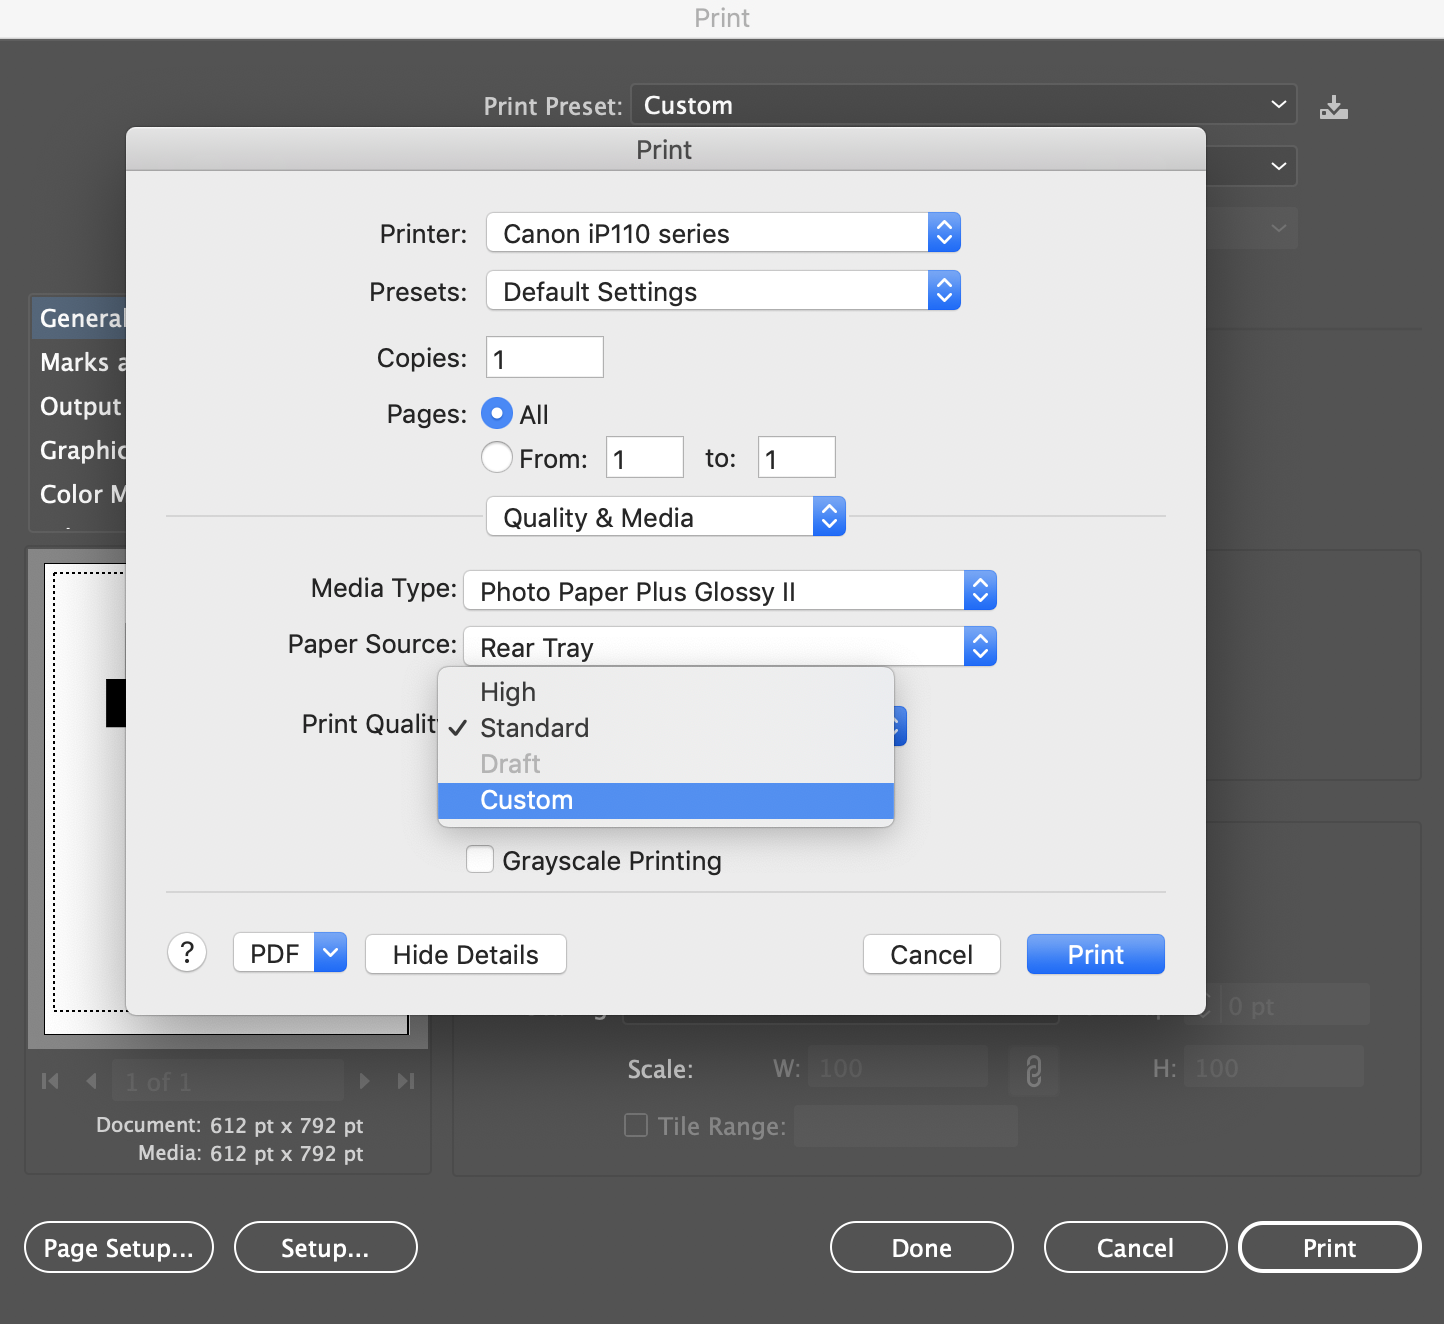 Print
Print Preset: Custom
Print
Printer: Canon iP110 series
Presets: Default Settings
General
Copies: 1
Marks
Output
Pages: All
From: 1 to: 1
Color
Quality & Media
Media Type: Photo Paper Plus Glossy II
Paper Source: Rear Tray
High
Print Quality
Standard
Draft
Custom
Grayscale Printing
? PDF Hide Details Cancel Print
0 pt
Scale: W: 100 H: 100
1 of 1
Tile Range:
Document: 612 pt x 792 pt
Media: 612 pt x 792 pt
Page Setup... Setup... Done Cancel Print